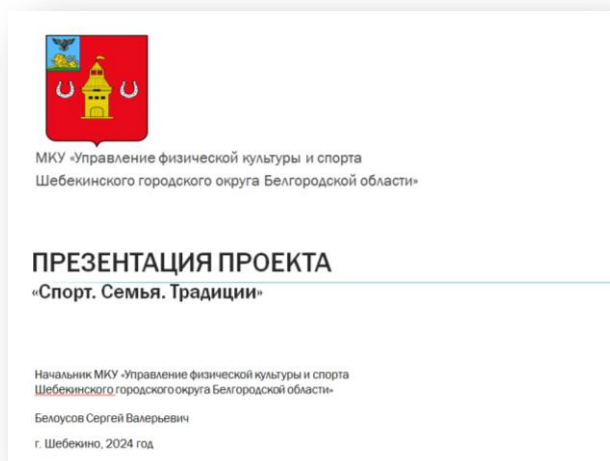 МКУ «Управление физической культуры и спорта
Шебекинского городского округа Белгородской области»
ПРЕЗЕНТАЦИЯ ПРОЕКТА
«Спорт. Семья. Традиции»
Начальник МКУ «Управление физической культуры и спорта
Шебекинского городского округа Белгородской области»
Белоусов Сергей Валерьевич
г. Шебекино, 2024 год